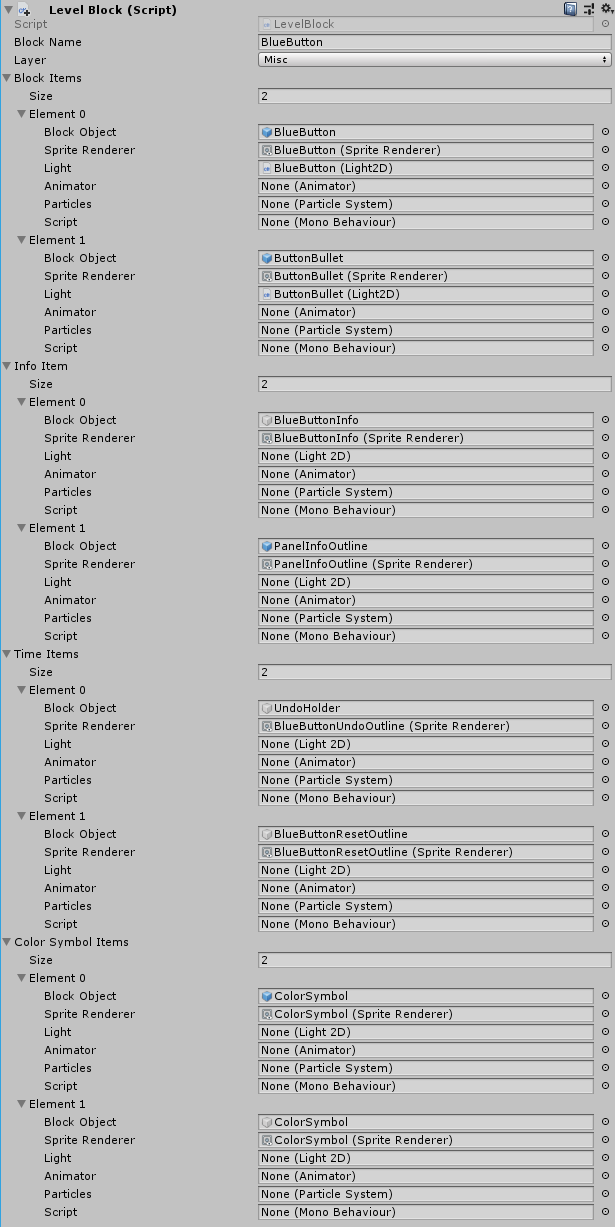 Level Block (Script)
Script LevelBlock
Block Name BlueButton
Layer Misc
Block Items
Size 2
Element 0
Block Object BlueButton
Sprite Renderer BlueButton (Sprite Renderer)
Light BlueButton (Light2D)
Animator None (Animator)
Particles None (Particle System)
Script None (Mono Behaviour)
Element 1
Block Object ButtonBullet
Sprite Renderer ButtonBullet (Sprite Renderer)
Light ButtonBullet (Light2D)
Animator None (Animator)
Particles None (Particle System)
Script None (Mono Behaviour)
Info Item
Size 2
Element 0
Block Object BlueButtonInfo
Sprite Renderer BlueButtonInfo (Sprite Renderer)
Light None (Light 2D)
Animator None (Animator)
Particles None (Particle System)
Script None (Mono Behaviour)
Element 1
Block Object PanelInfoOutline
Sprite Renderer PanelInfoOutline (Sprite Renderer)
Light None (Light 2D)
Animator None (Animator)
Particles None (Particle System)
Script None (Mono Behaviour)
Time Items
Size 2
Element 0
Block Object UndoHolder
Sprite Renderer BlueButtonUndoOutline (Sprite Renderer)
Light None (Light 2D)
Animator None (Animator)
Particles None (Particle System)
Script None (Mono Behaviour)
Element 1
Block Object BlueButtonResetOutline
Sprite Renderer BlueButtonResetOutline (Sprite Renderer)
Light None (Light 2D)
Animator None (Animator)
Particles None (Particle System)
Script None (Mono Behaviour)
Color Symbol Items
Size 2
Element 0
Block Object ColorSymbol
Sprite Renderer ColorSymbol (Sprite Renderer)
Light None (Light 2D)
Animator None (Animator)
Particles None (Particle System)
Script None (Mono Behaviour)
Element 1
Block Object ColorSymbol
Sprite Renderer ColorSymbol (Sprite Renderer)
Light None (Light 2D)
Animator None (Animator)
Particles None (Particle System)
Script None (Mono Behaviour)